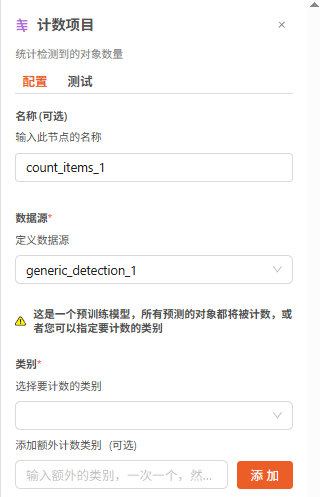 计数项目
统计检测到的对象数量
配置 测试
名称 (可选)
输入此节点的名称
count_items_1
数据源*
定义数据源
generic_detection_1
这是一个预训练模型，所有预测的对象都将被计数，或
者您可以指定要计数的类别
类别*
选择要计数的类别
添加额外计数类别 (可选)
输入额外的类别，一次一个，然...
添 加